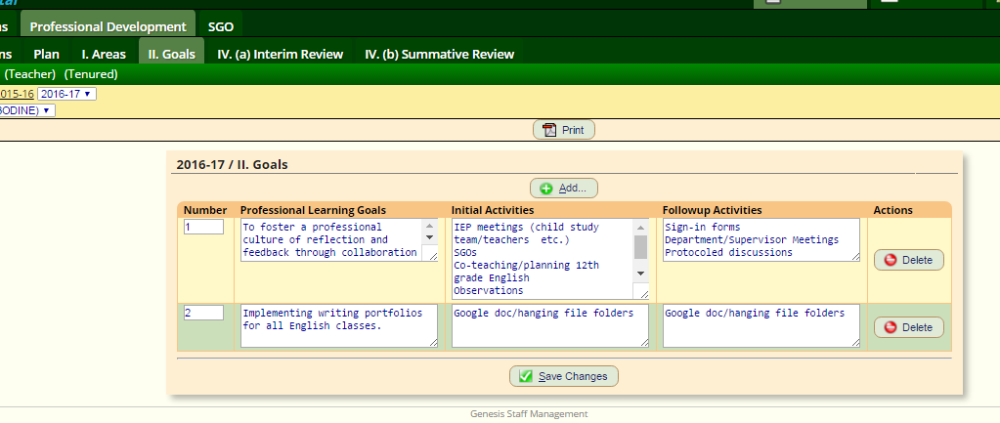 Professional Development SGO
Plan I. Areas II. Goals IV. (a) Interim Review IV. (b) Summative Review
(Teacher) (Tenured)
015-16 2016-17
BODINE)
Print
2016-17 / II. Goals
Add...
Number Professional Learning Goals Initial Activities Followup Activities Actions
1
To foster a professional
culture of reflection and
feedback through collaboration
IEP meetings (child study
team/teachers etc.)
SGOs
Co-teaching/planning 12th
grade English
Observations
Sign-in forms
Department/Supervisor Meetings
Protocoled discussions
Delete
2
Implementing writing portfolios
for all English classes.
Google doc/hanging file folders
Google doc/hanging file folders
Delete
Save Changes
Genesis Staff Management